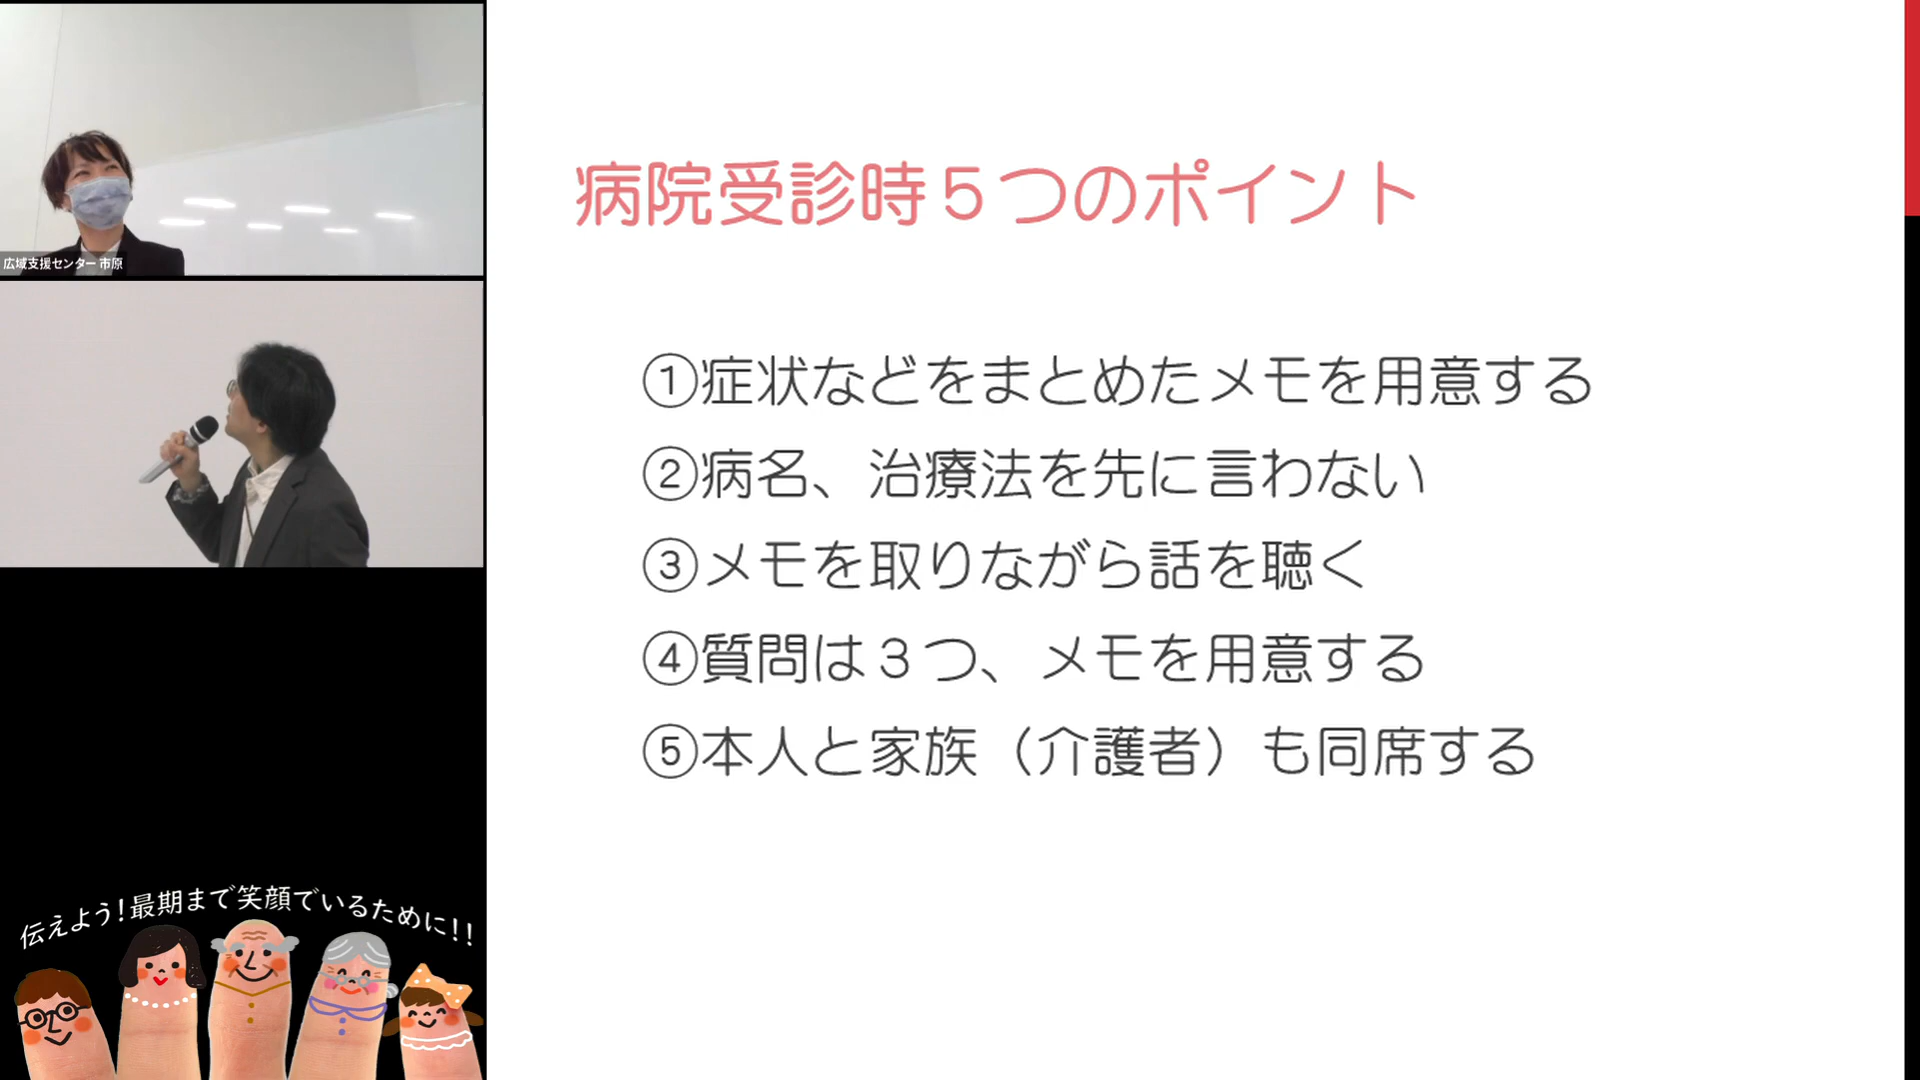 広域支援センター 市原
伝えよう！最期まで笑顔でいるために！！
病院受診時５つのポイント
①症状などをまとめたメモを用意する
②病名、治療法を先に言わない
③メモを取りながら話を聴く
④質問は３つ、メモを用意する
⑤本人と家族（介護者）も同席する